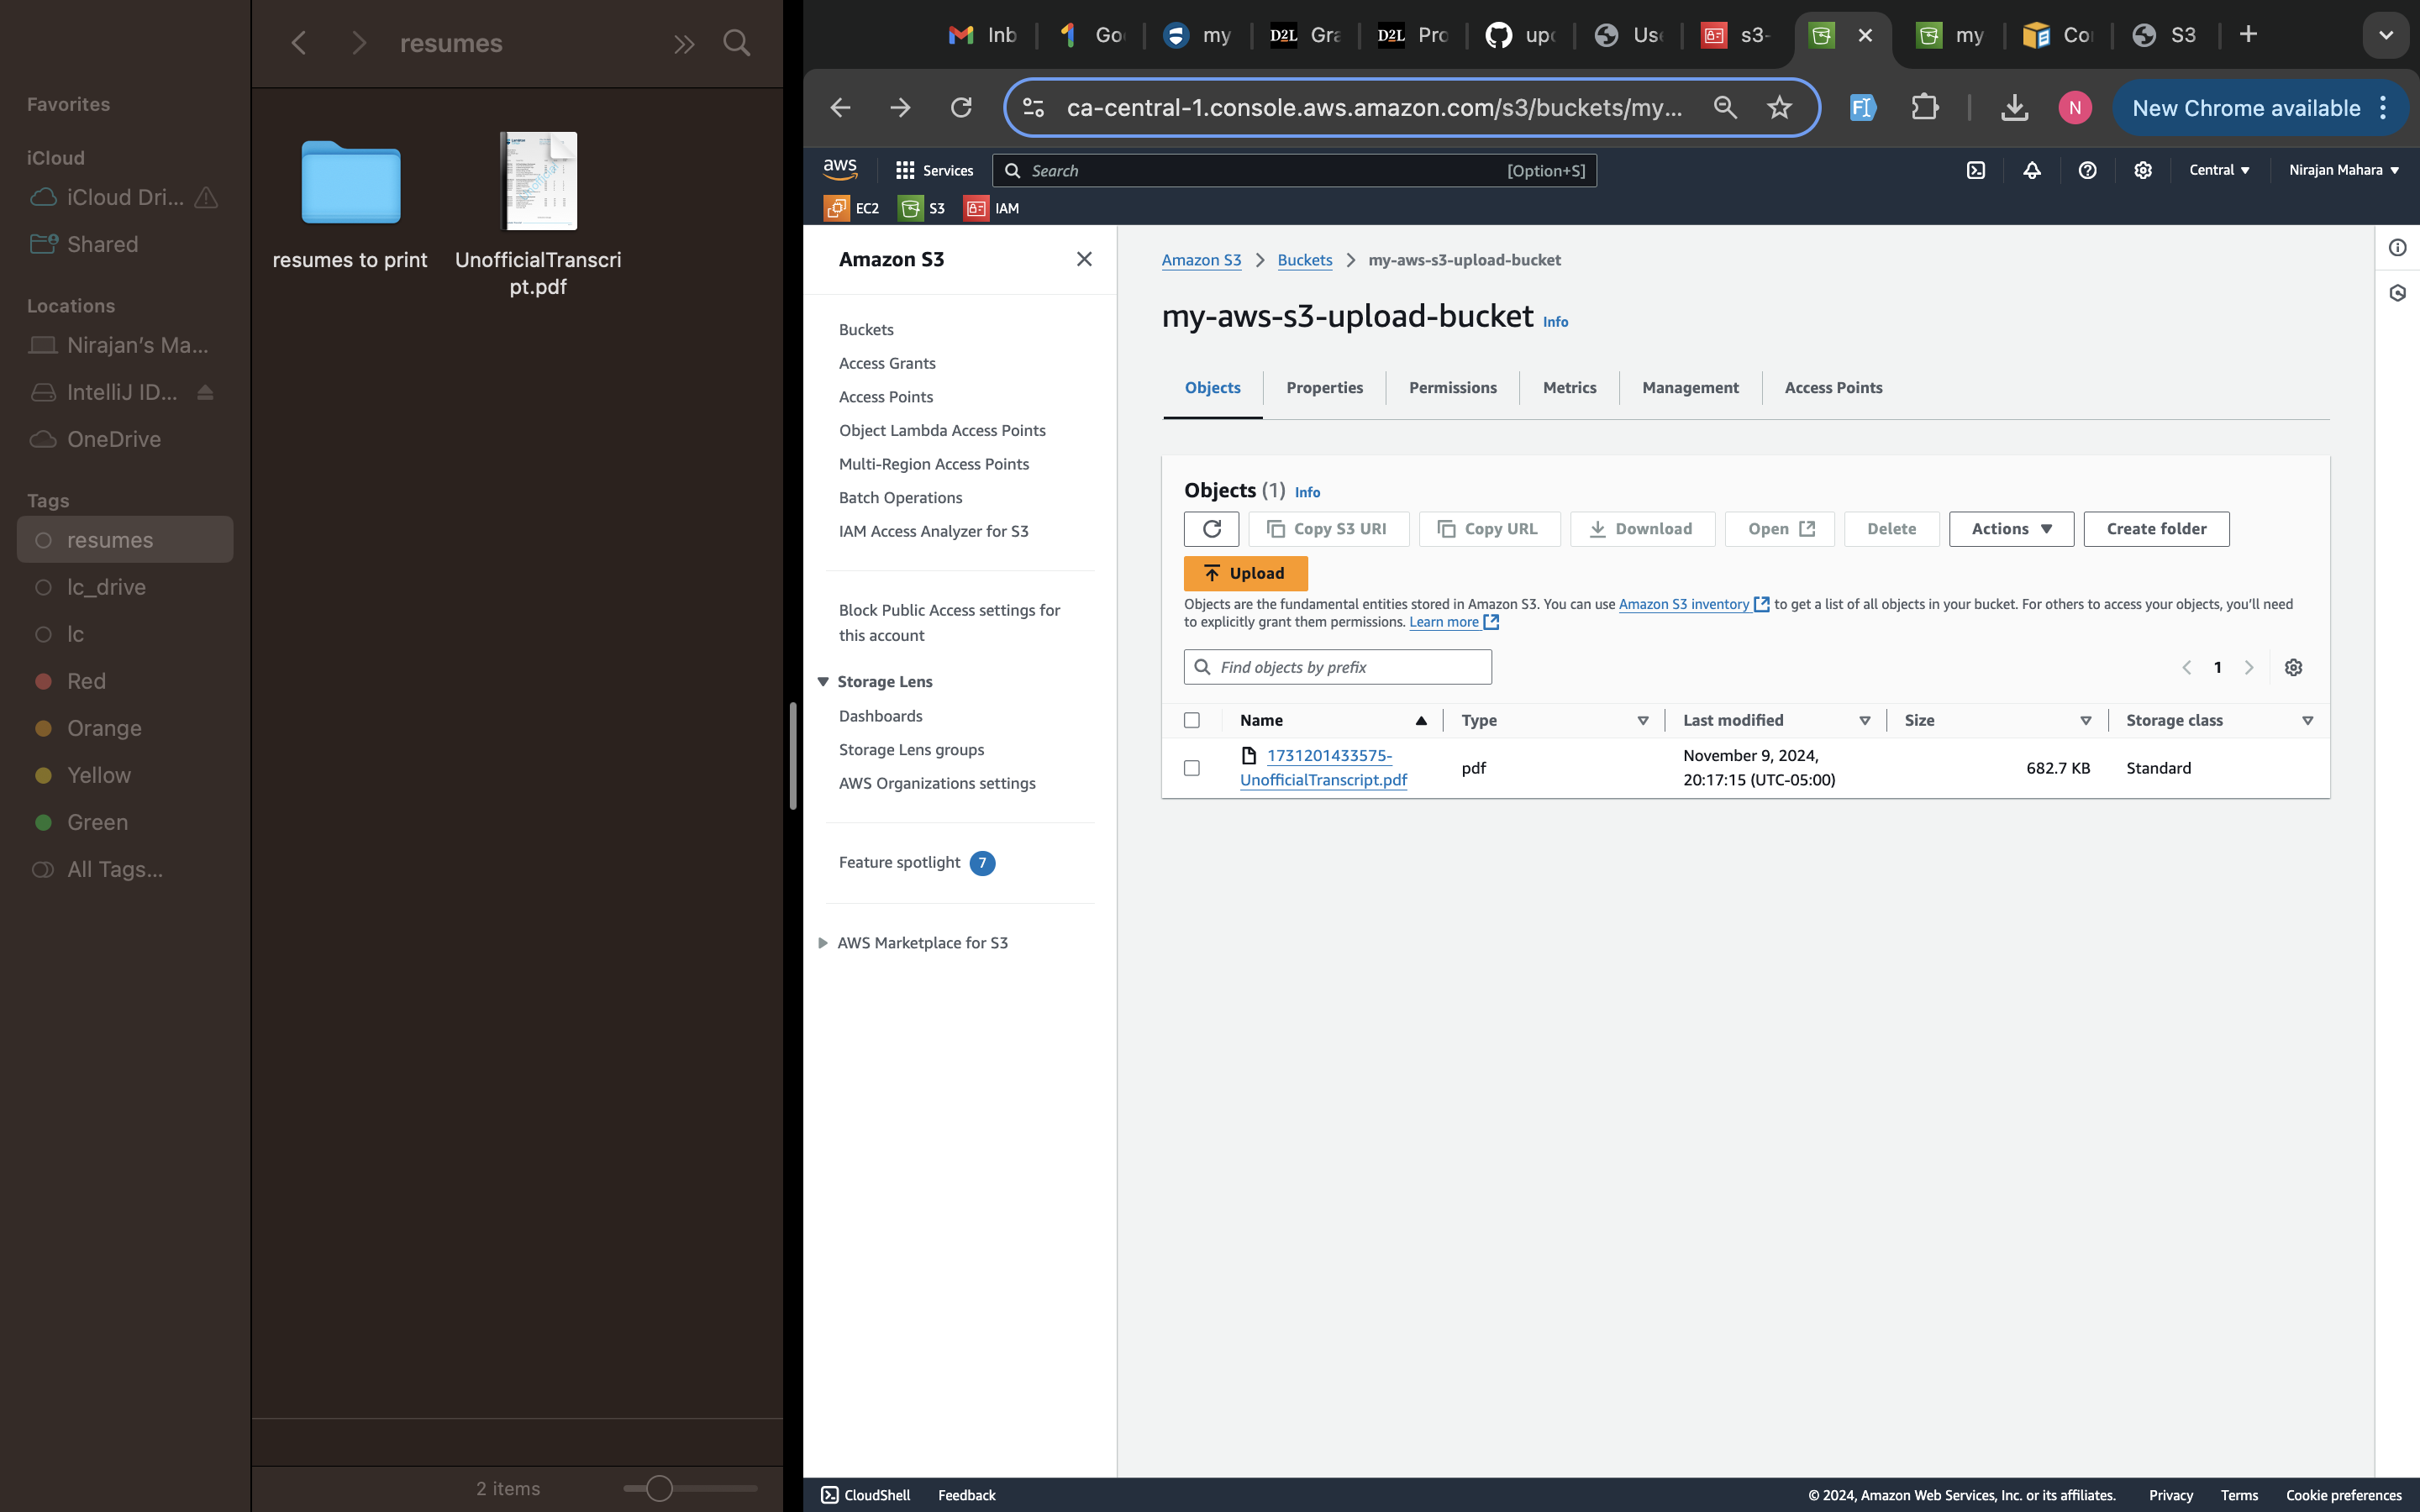 resumes
Favorites
iCloud
iCloud Dri...
Shared
Locations
Nirajan's Ma...
IntelliJ ID...
OneDrive
Tags
resumes
lc_drive
lc
Red
Orange
Yellow
Green
All Tags...
resumes to print
UnofficialTranscri
pt.pdf
2 items
Inb
Go
my
D2L Gra
D2L Pro
upd
Us
s3-
my
Co
S3
ca-central-1.console.aws.amazon.com/s3/buckets/my...
N
New Chrome available
aws
Services
Search
[Option+S]
Central
Nirajan Mahara
EC2
S3
IAM
Amazon S3
Buckets
Access Grants
Access Points
Object Lambda Access Points
Multi-Region Access Points
Batch Operations
IAM Access Analyzer for S3
Block Public Access settings for
this account
Storage Lens
Dashboards
Storage Lens groups
AWS Organizations settings
Feature spotlight 7
AWS Marketplace for S3
Amazon S3 > Buckets > my-aws-s3-upload-bucket
my-aws-s3-upload-bucket Info
Objects
Properties
Permissions
Metrics
Management
Access Points
Objects (1) Info
Copy S3 URI
Copy URL
Download
Open
Delete
Actions
Create folder
Upload
Objects are the fundamental entities stored in Amazon S3. You can use Amazon S3 inventory to get a list of all objects in your bucket. For others to access your objects, you'll need
to explicitly grant them permissions. Learn more
Find objects by prefix
1
Name
Type
Last modified
Size
Storage class
1731201433575-
UnofficialTranscript.pdf
pdf
November 9, 2024,
20:17:15 (UTC-05:00)
682.7 KB
Standard
CloudShell
Feedback
© 2024, Amazon Web Services, Inc. or its affiliates.
Privacy
Terms
Cookie preferences